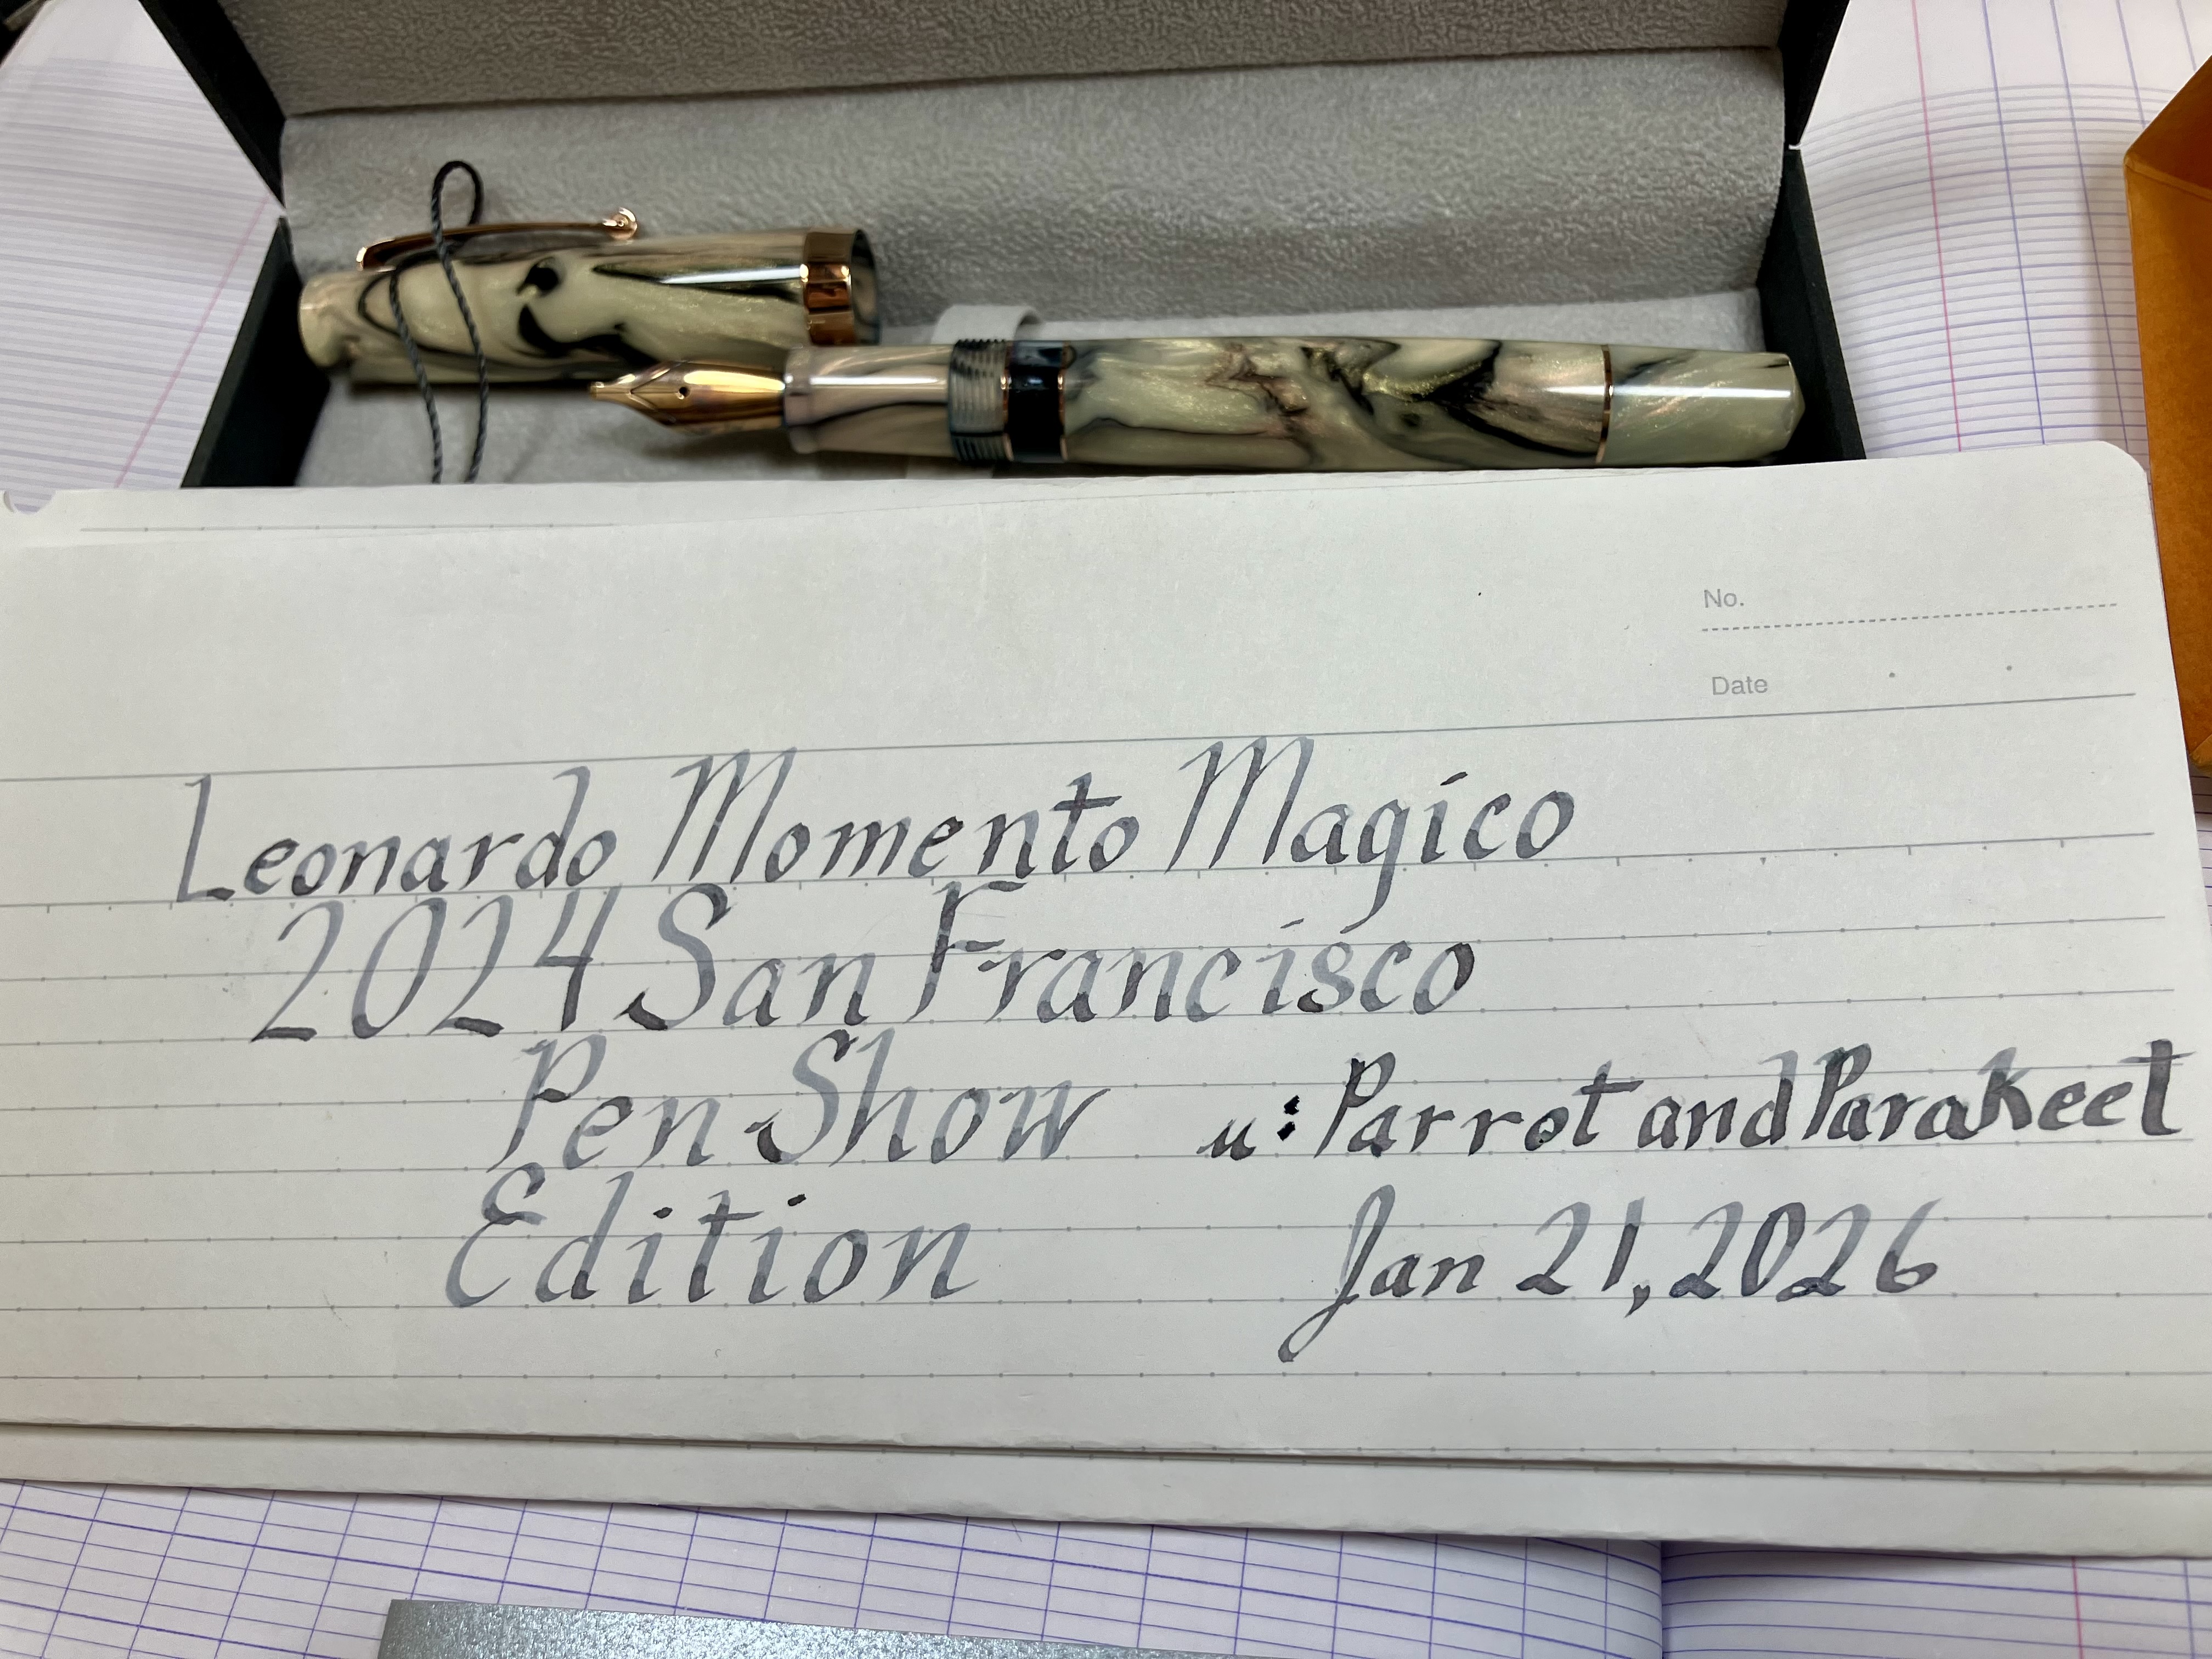 No.
Date
Leonardo Momento Magico
2024 San Francisco
Pen Show
u: Parrot and Parakeet
Edition
Jan 21, 2026